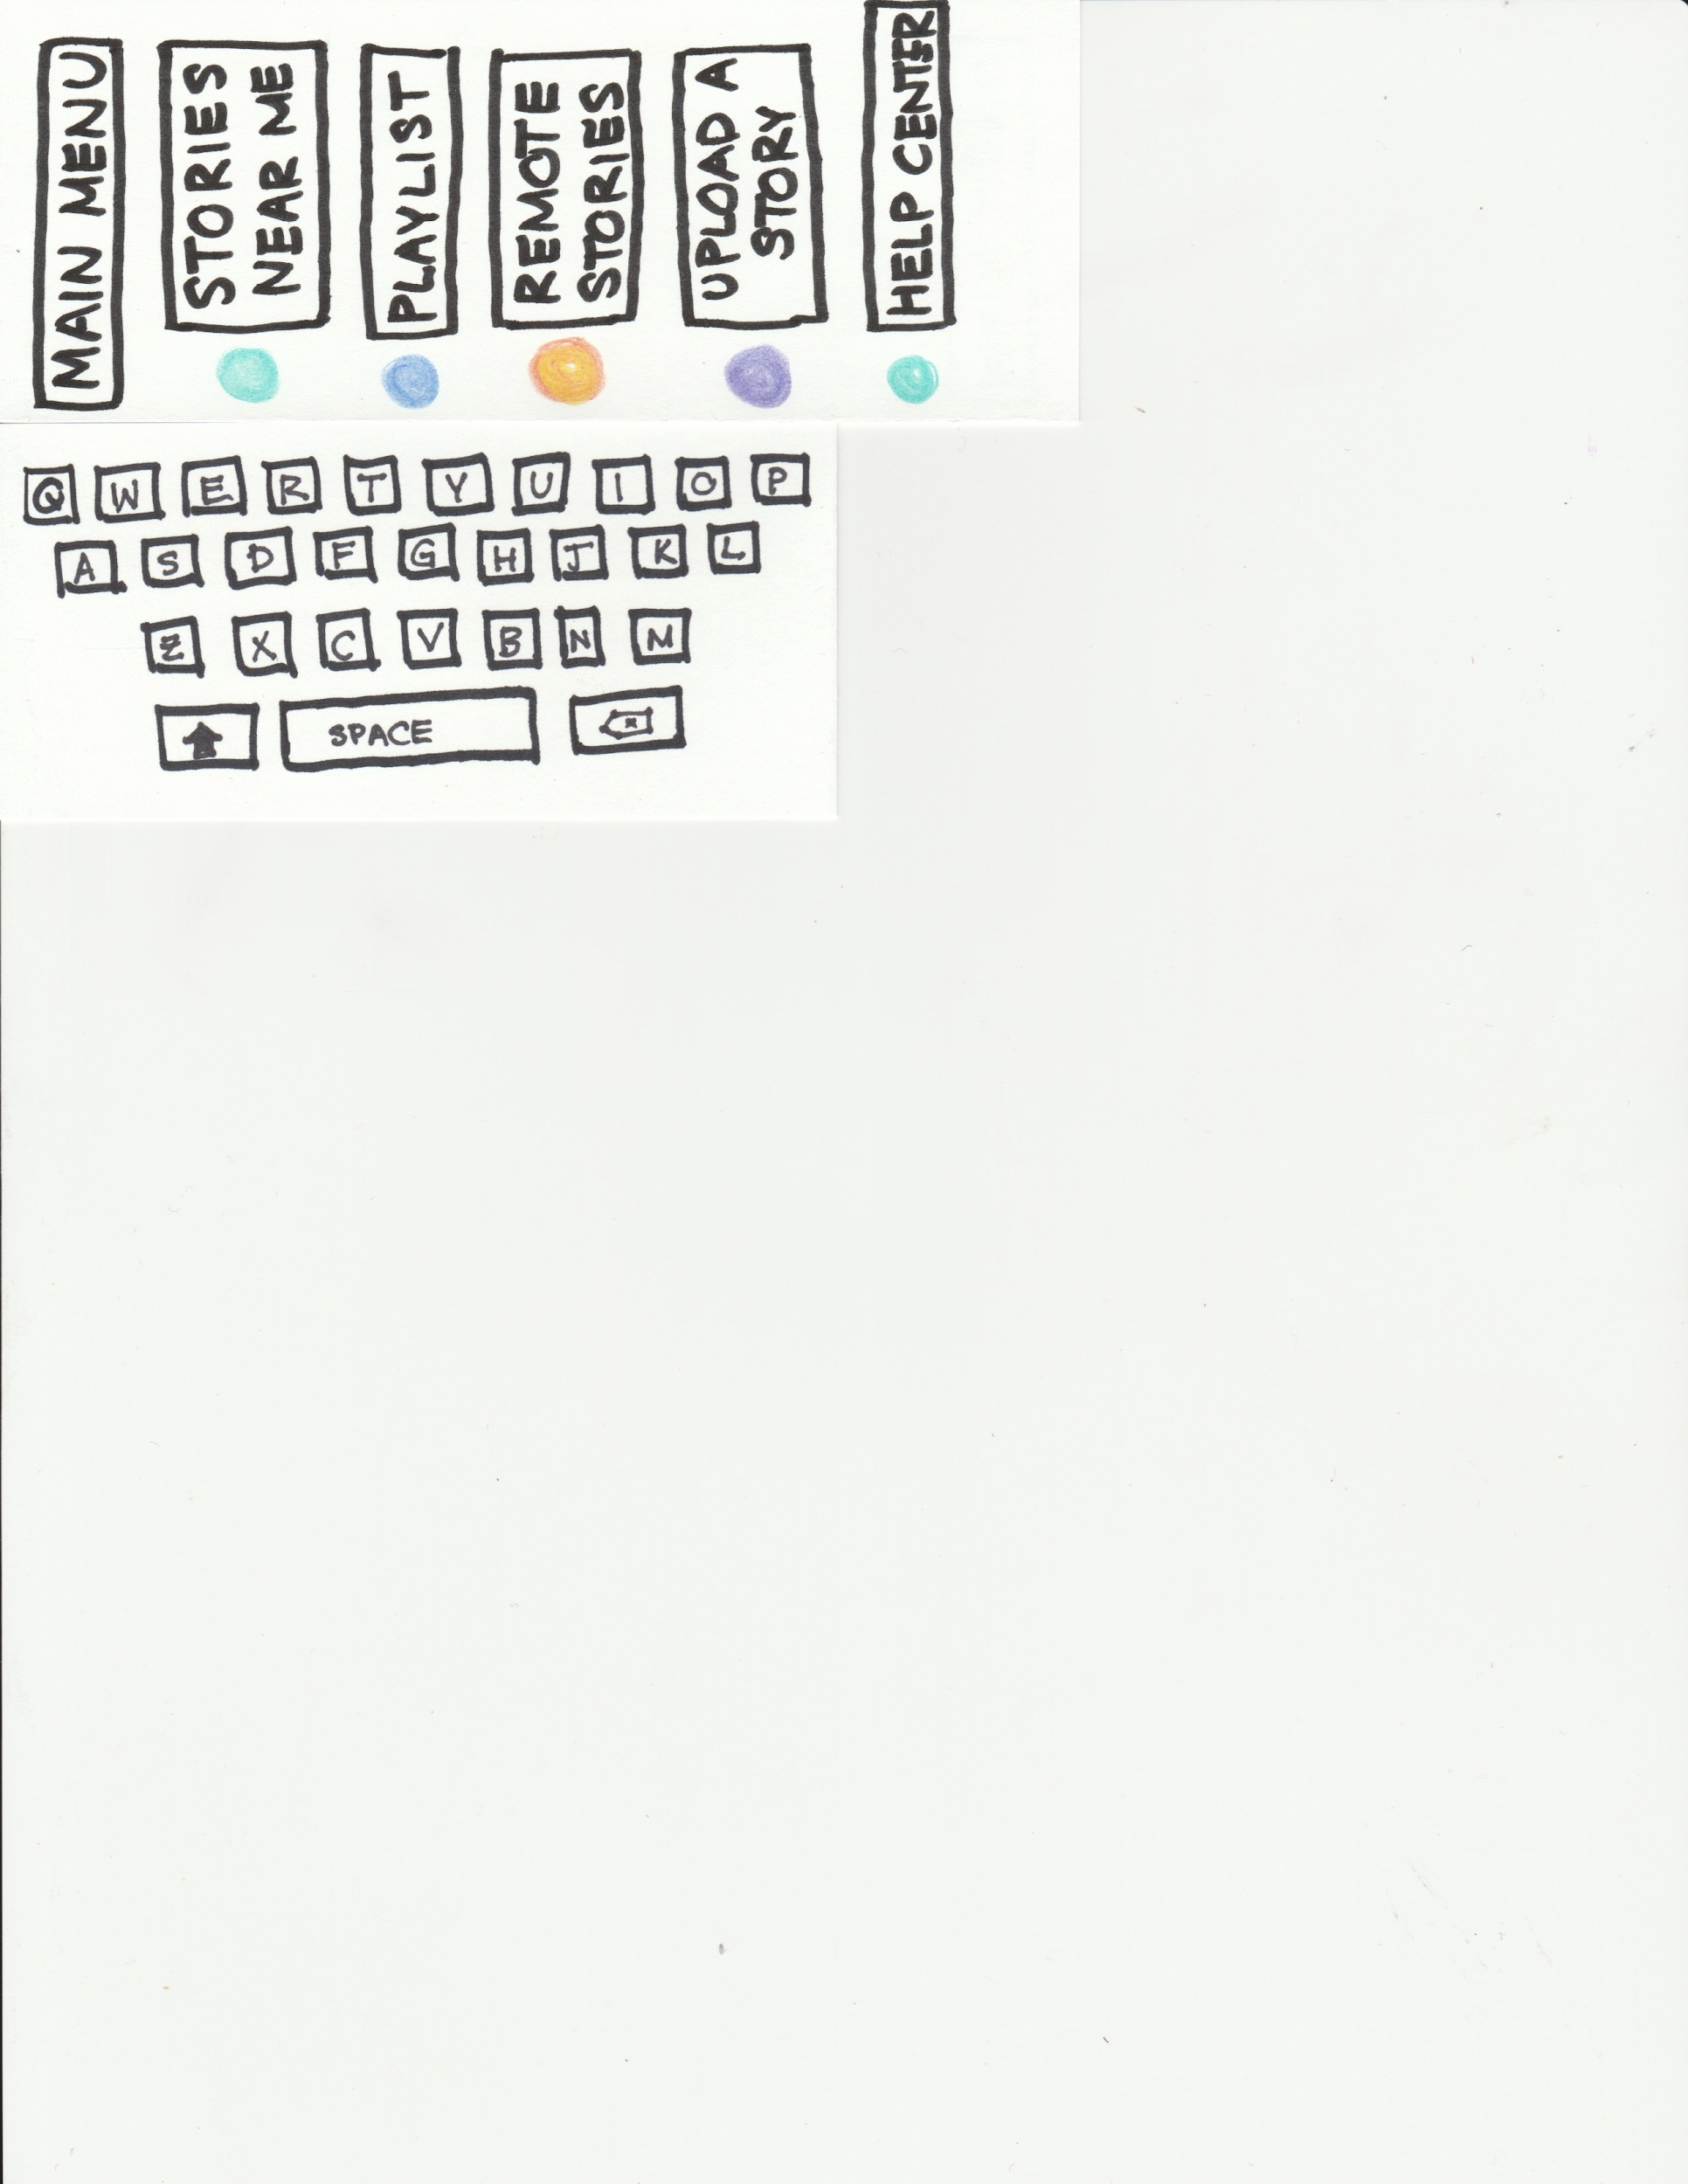 MAIN MENU
STORIES
NEAR ME
PLAYLIST
REMOTE
STORIES
UPLOAD A
STORY
HELP CENTER
Q W E R T Y U I O P
A S D F G H J K L
Z X C V B N M
SPACE